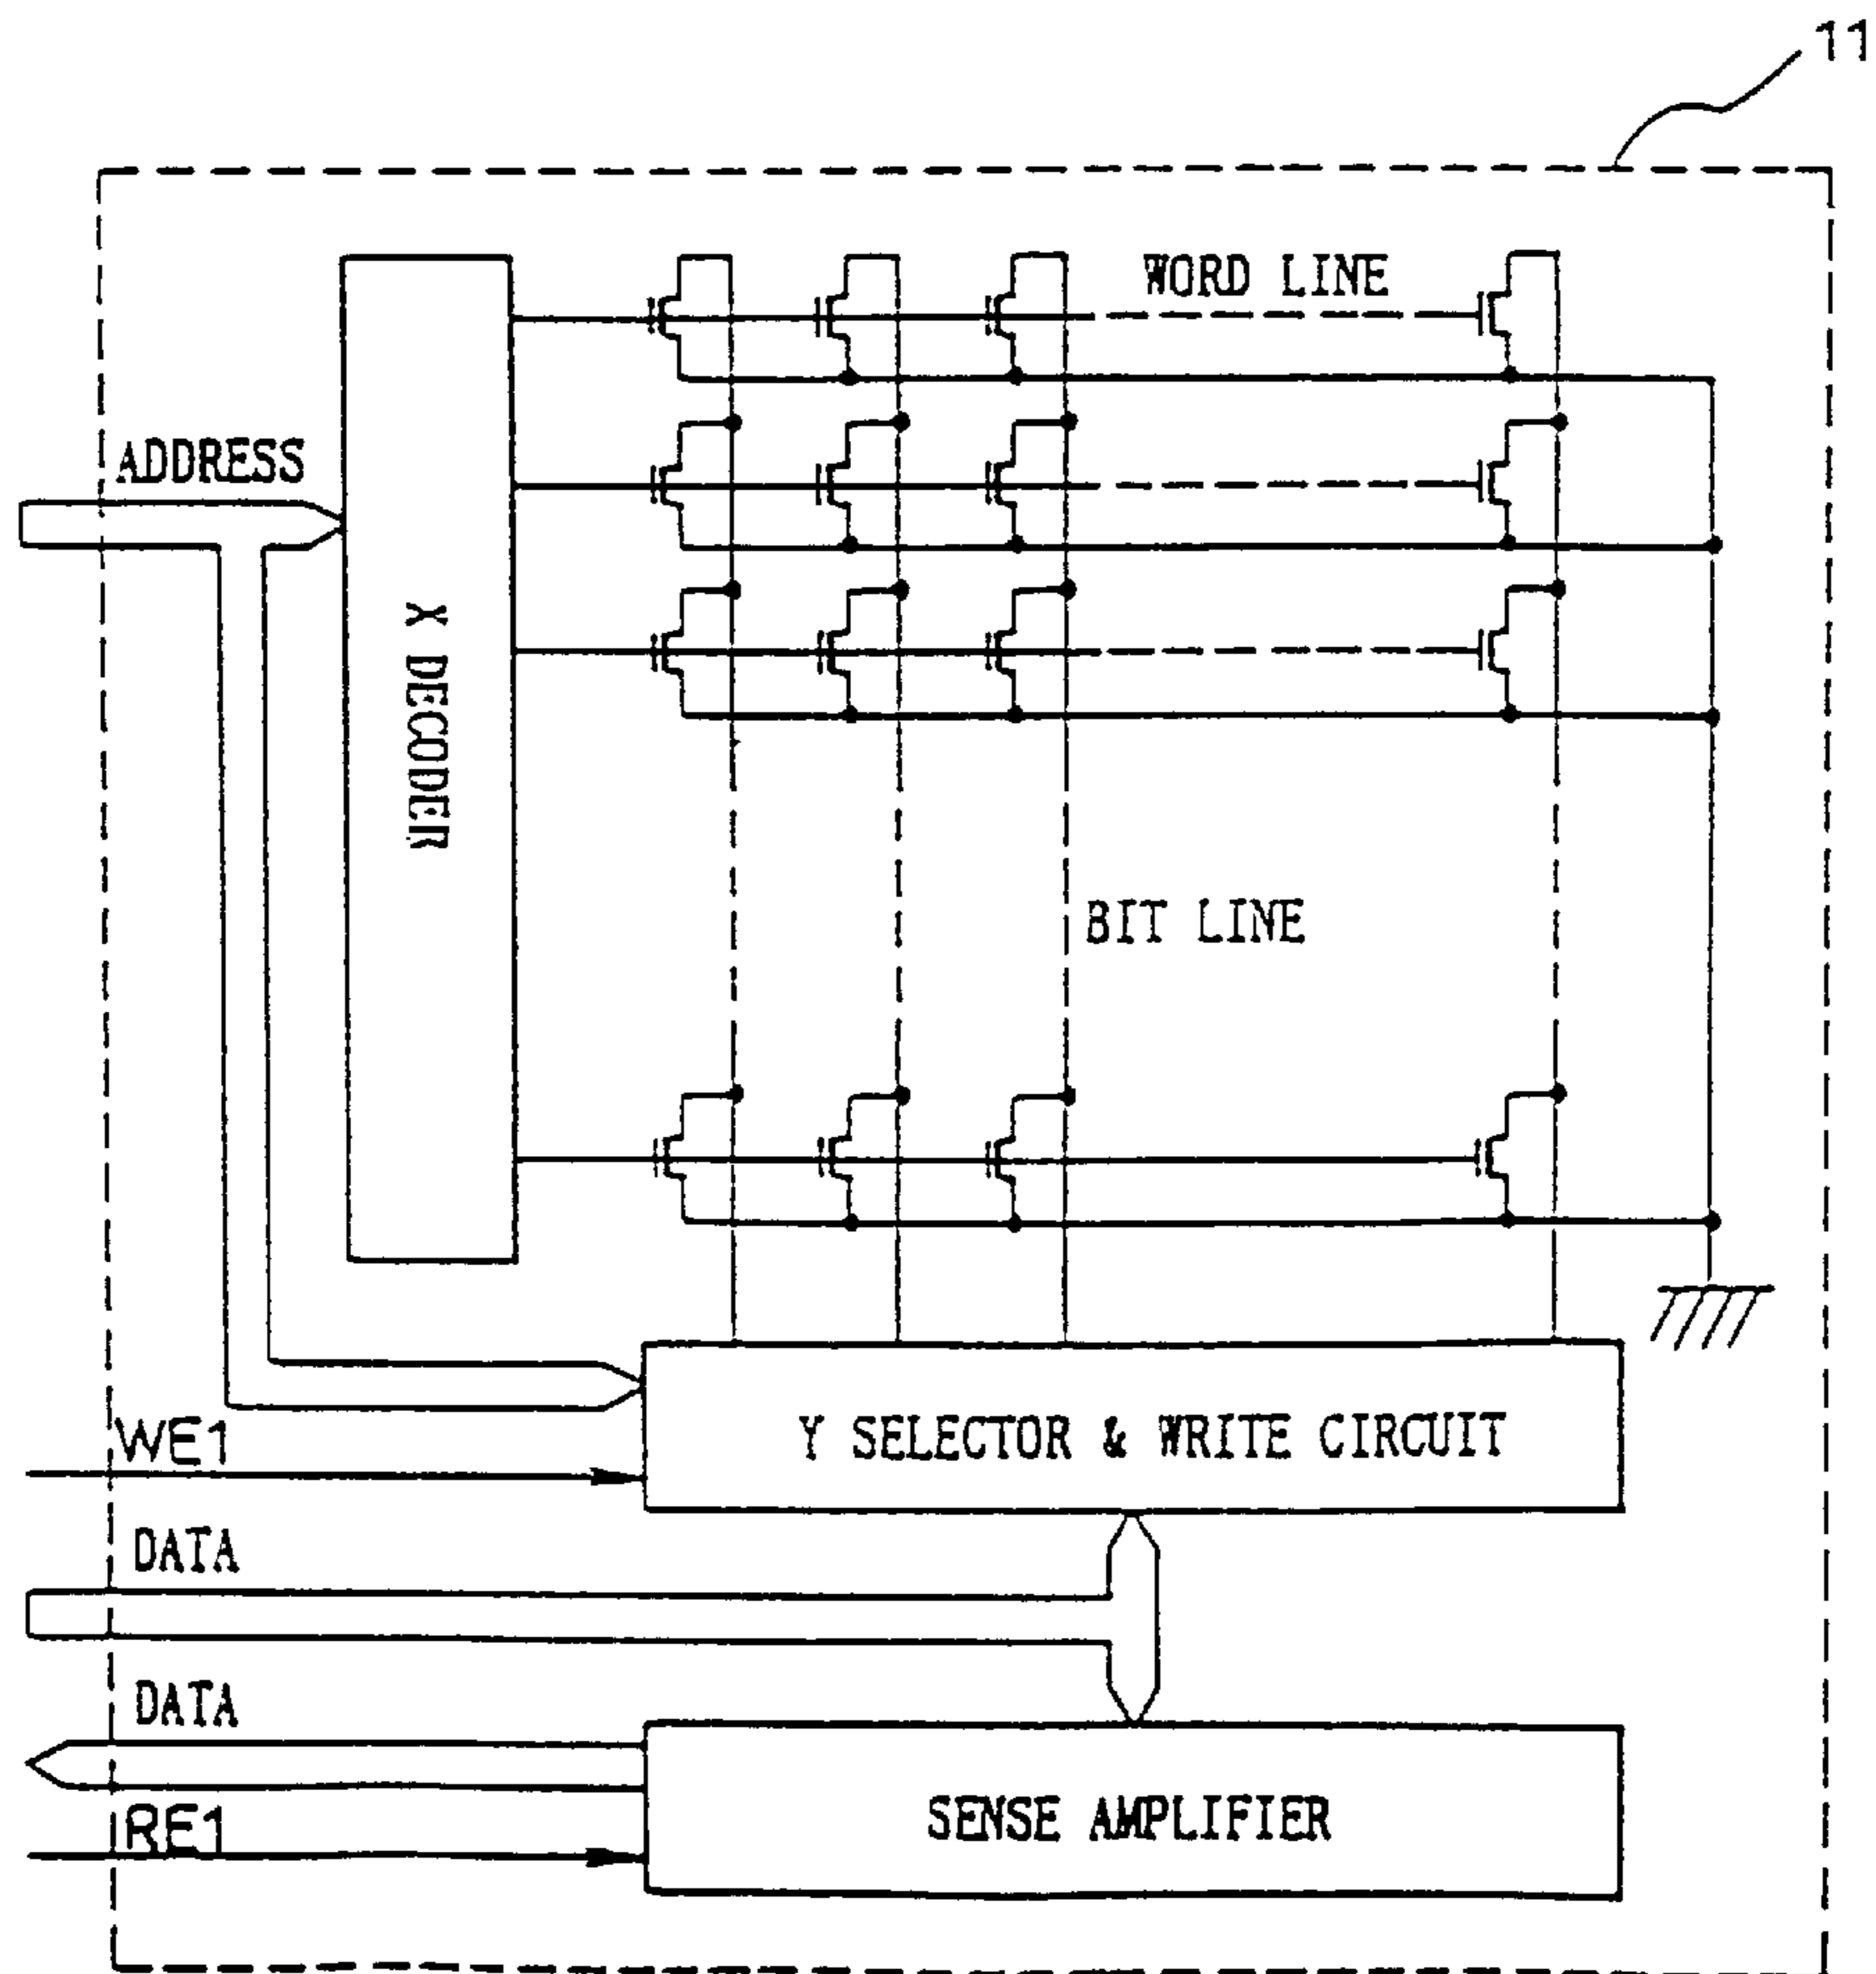 11
WORD LINE
ADDRESS
X DECODER
BIT LINE
WE1
Y SELECTOR & WRITE CIRCUIT
DATA
DATA
RE1
SENSE AMPLIFIER